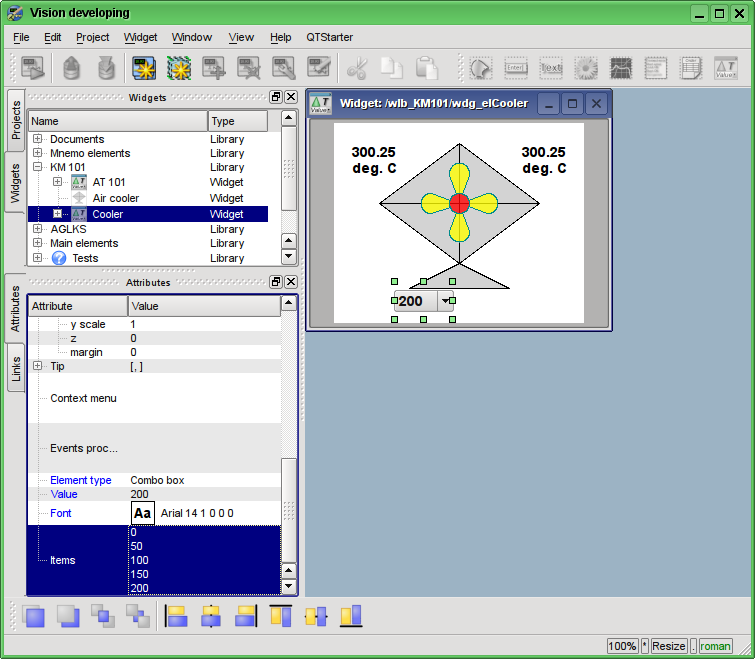 Vision developing
File Edit Project Widget Window View Help QTStarter
Widgets
Name Type
Documents Library
Mnemo elements Library
KM 101 Library
AT 101 Widget
Air cooler Widget
Cooler Widget
AGLKS Library
Main elements Library
Tests Library
Projects
Widgets
Attributes
Attribute Value
y scale 1
z 0
margin 0
Tip [, ]
Context menu
Events proc...
Element type Combo box
Value 200
Font Aa Arial 14 1 0 0 0
Items
0
50
100
150
200
Attributes
Links
Widget: /wlb_KM101/wdg_elCooler
300.25
deg. C
300.25
deg. C
200
100% * Resize . roman